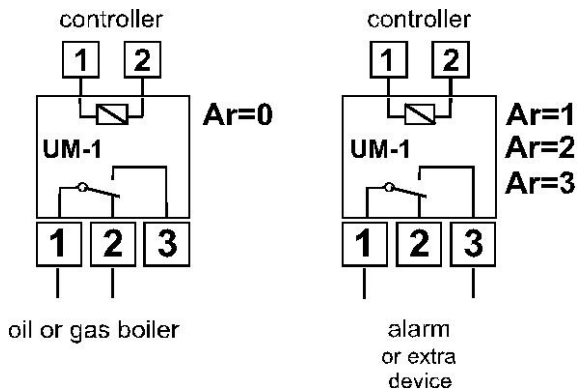 controller
1 2
Ar=0
UM-1
1 2 3
oil or gas boiler
controller
1 2
Ar=1
UM-1
Ar=2
Ar=3
1 2 3
alarm
or extra
device